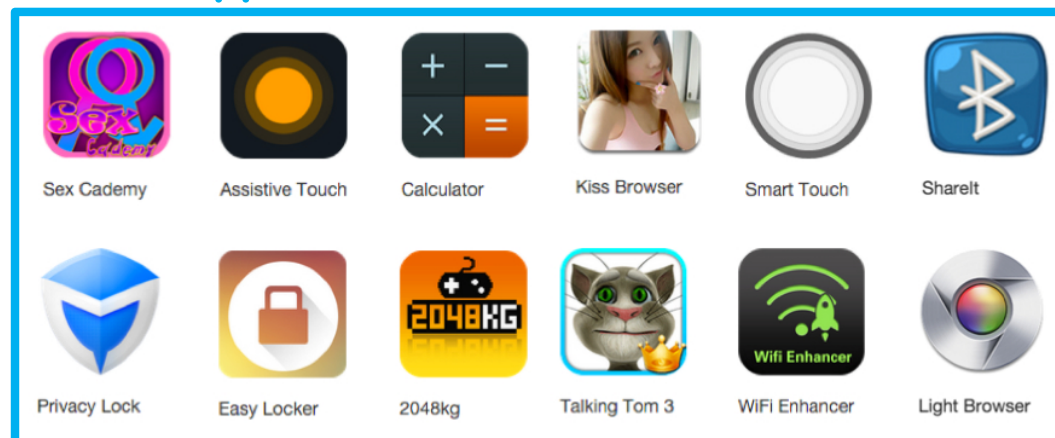 Sex
Cademy
Sex Cademy
Assistive Touch
Calculator
Kiss Browser
Smart Touch
ShareIt
2048KG
Wifi Enhancer
Privacy Lock
Easy Locker
2048kg
Talking Tom 3
WiFi Enhancer
Light Browser